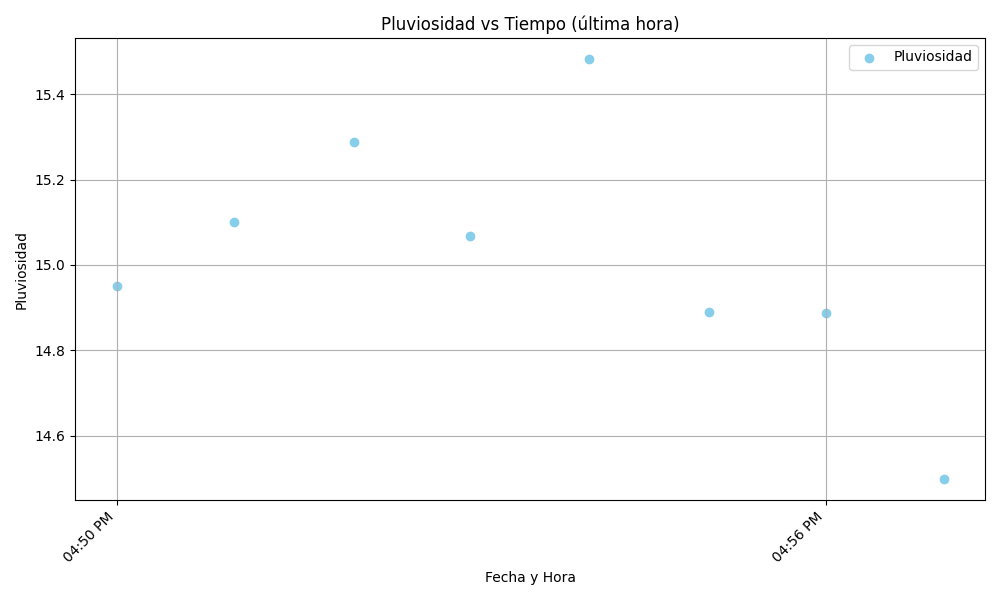 Pluviosidad vs Tiempo (última hora)
Pluviosidad
15.4
15.2
15.0
14.8
14.6
Pluviosidad
04:50 PM
04:56 PM
Fecha y Hora